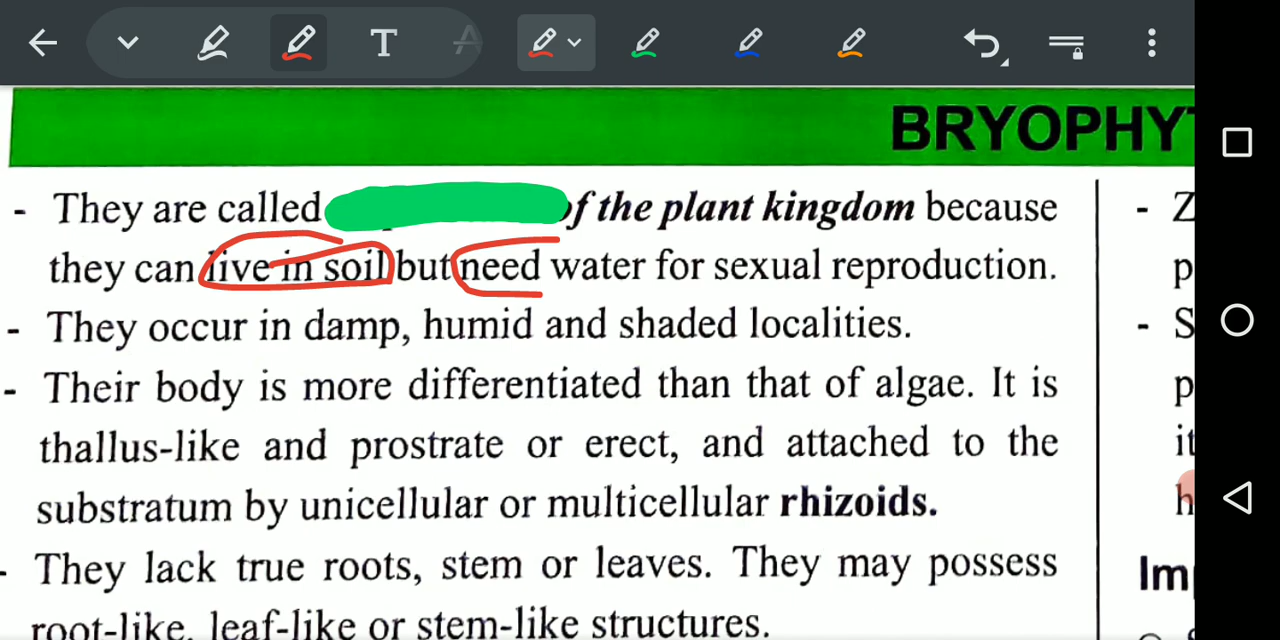 T A
BRYOPHY
- They are called of the plant kingdom because
they can live in soil but need water for sexual reproduction.
- They occur in damp, humid and shaded localities.
- Their body is more differentiated than that of algae. It is
thallus-like and prostrate or erect, and attached to the
substratum by unicellular or multicellular rhizoids.
- They lack true roots, stem or leaves. They may possess
root-like, leaf-like or stem-like structures.
- Z
p
- S
p
it
h
Im